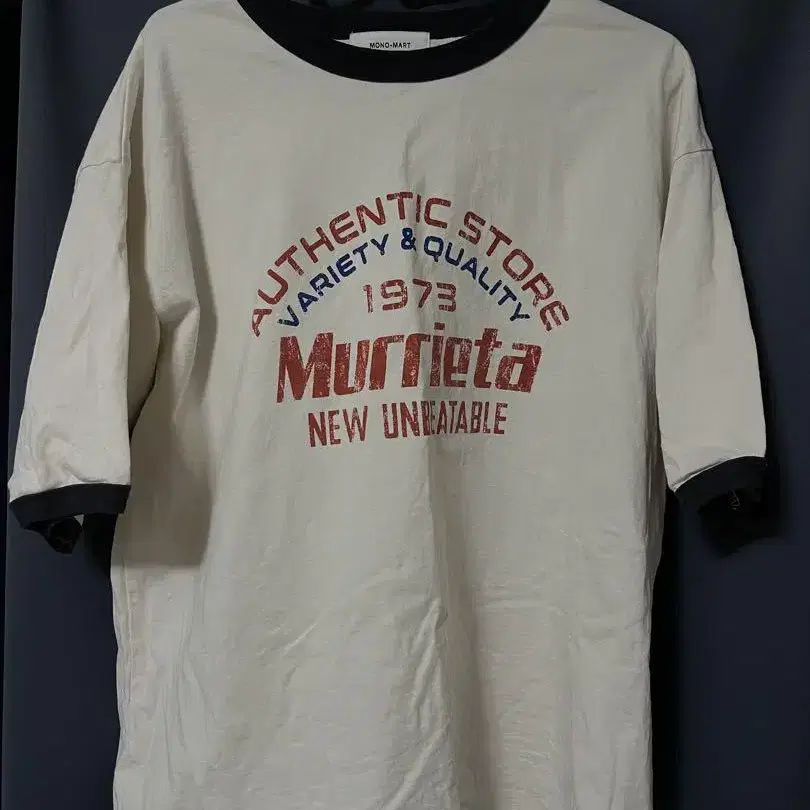 MONO-MART
AUTHENTIC STORE
VARIETY & QUALITY
1973
Murrieta
NEW UNBEATABLE